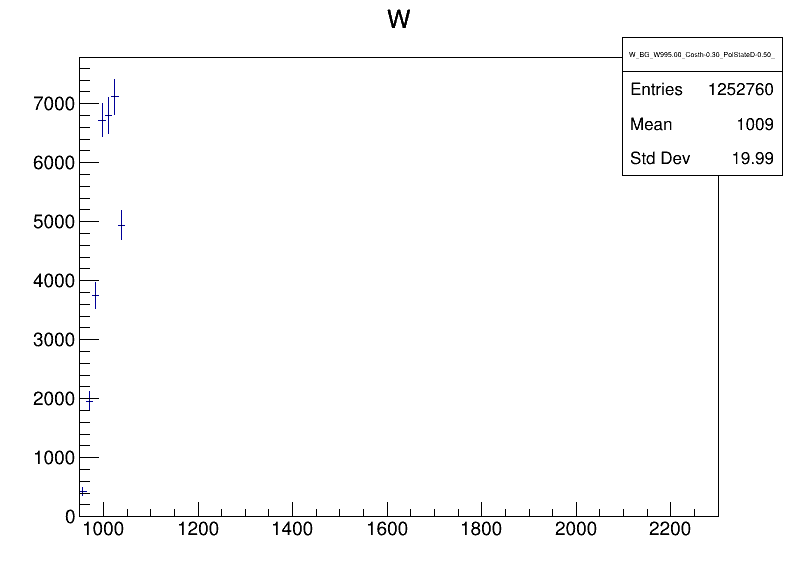 W
W_BG_W995.00_Costh-0.30_PolStateD-0.50_
Entries 1252760
Mean 1009
Std Dev 19.99
7000
6000
5000
4000
3000
2000
1000
0
1000 1200 1400 1600 1800 2000 2200